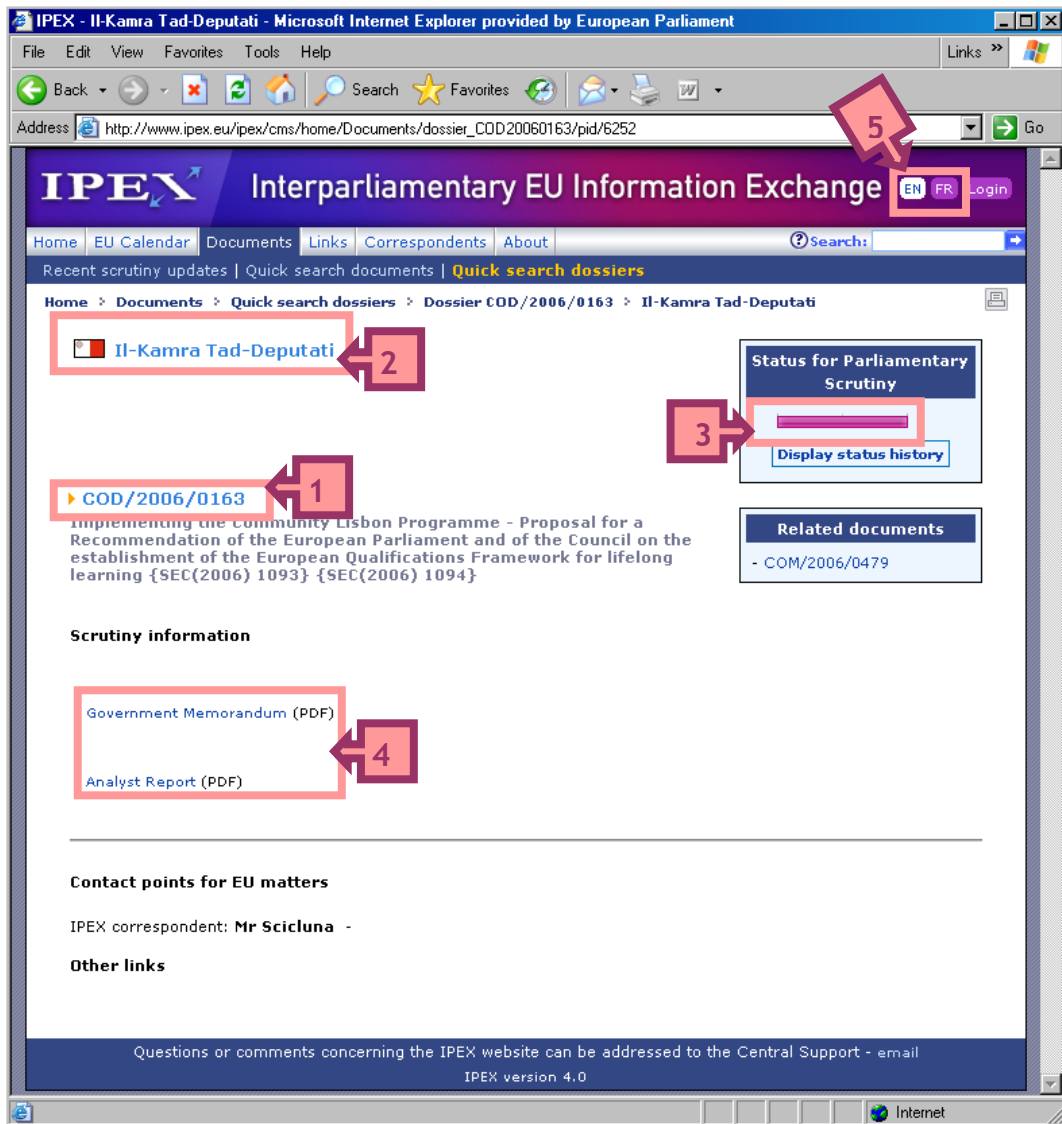 IPEX - Il-Kamra Tad-Deputati - Microsoft Internet Explorer provided by European Parliament
File Edit View Favorites Tools Help Links »
Back Search Favorites
Address http://www.ipex.eu/ipex/cms/home/Documents/dossier_COD20060163/pid/6252 Go
5
IPEX Interparliamentary EU Information Exchange EN FR Login
Home EU Calendar Documents Links Correspondents About ? Search:
Recent scrutiny updates | Quick search documents | Quick search dossiers
Home > Documents > Quick search dossiers > Dossier COD/2006/0163 > Il-Kamra Tad-Deputati
Il-Kamra Tad-Deputati
2
Status for Parliamentary
Scrutiny
3
Display status history
COD/2006/0163
1
Implementing the Community Lisbon Programme - Proposal for a
Recommendation of the European Parliament and of the Council on the
establishment of the European Qualifications Framework for lifelong
learning {SEC(2006) 1093} {SEC(2006) 1094}
Related documents
- COM/2006/0479
Scrutiny information
Government Memorandum (PDF)
4
Analyst Report (PDF)
Contact points for EU matters
IPEX correspondent: Mr Scicluna -
Other links
Questions or comments concerning the IPEX website can be addressed to the Central Support - email
IPEX version 4.0
Internet